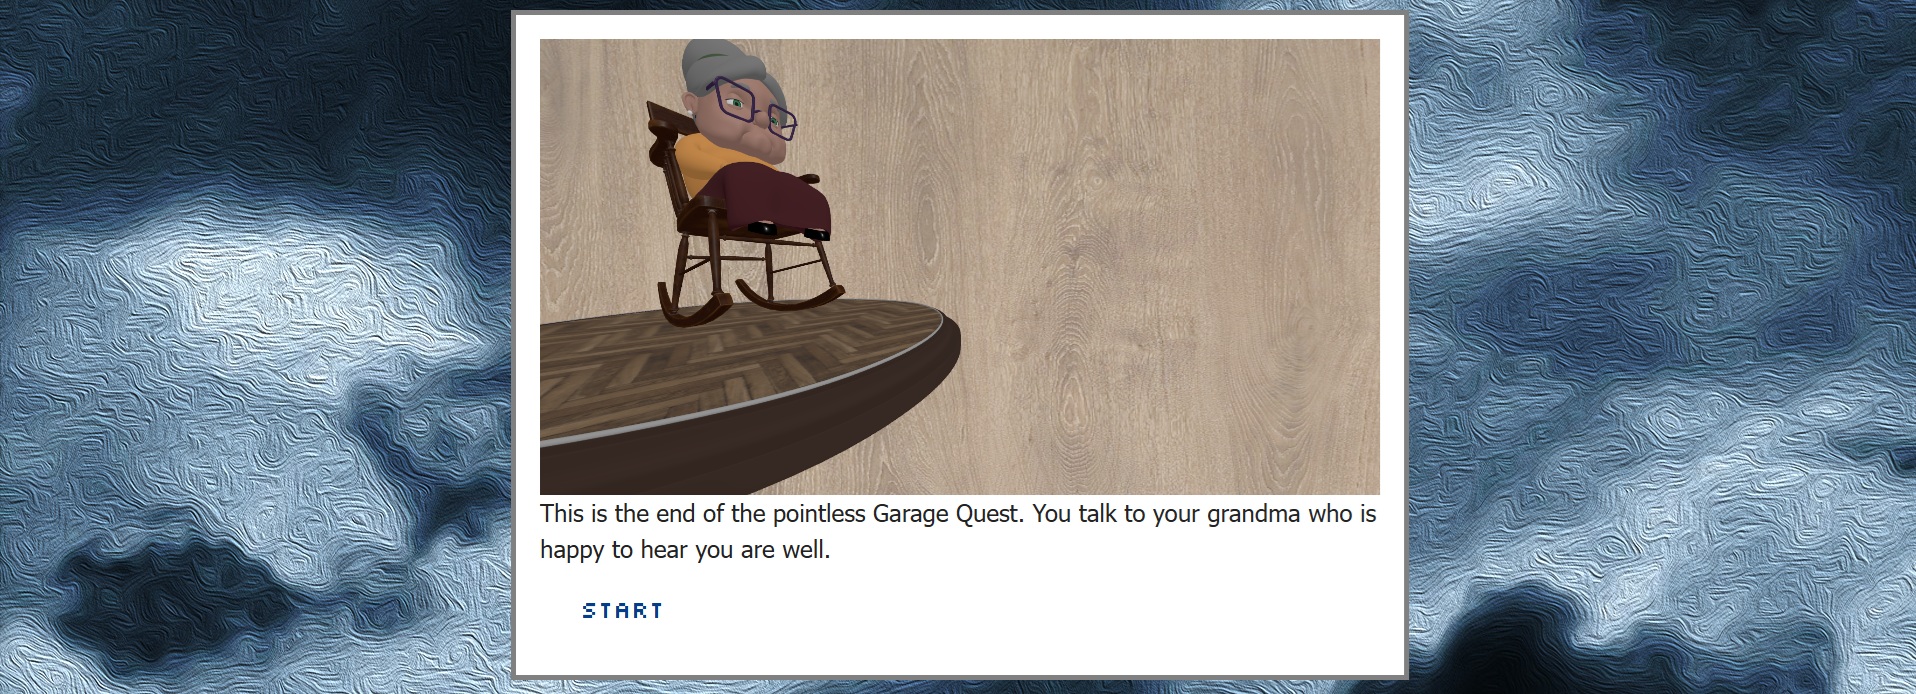 This is the end of the pointless Garage Quest. You talk to your grandma who is
happy to hear you are well.
START